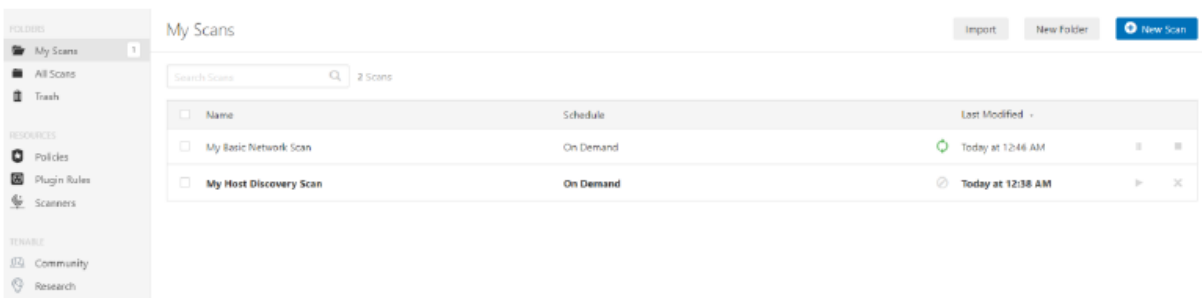 FOLDERS
My Scans 1
All Scans
Trash
RESOURCES
Policies
Plugin Rules
Scanners
TENABLE
Community
Research
My Scans
Import New Folder New Scan
Search Scans 2 Scans
Name Schedule Last Modified
My Basic Network Scan On Demand Today at 12:46 AM
My Host Discovery Scan On Demand Today at 12:38 AM